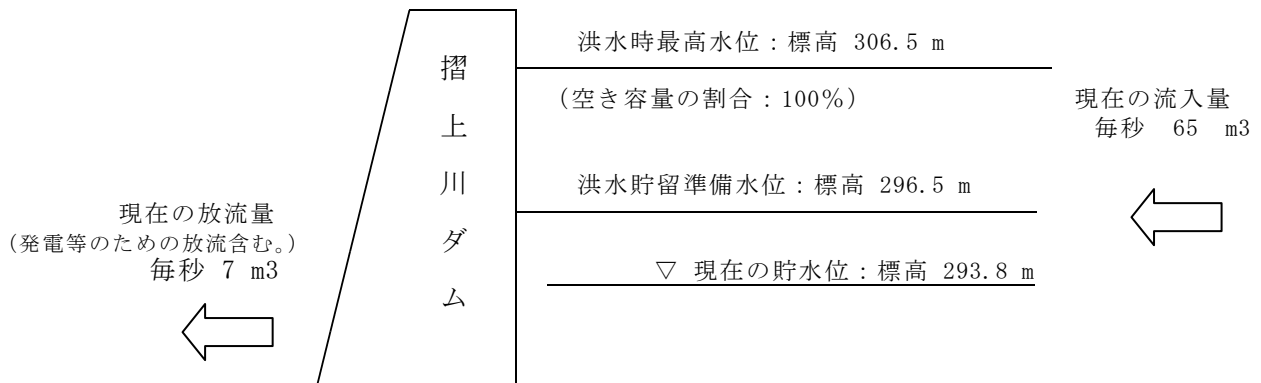 洪水時最高水位：標高 306.5 m
(空き容量の割合：100%)
現在の流入量
毎秒 65 m3
摺上川ダム
洪水貯留準備水位：標高 296.5 m
現在の放流量
(発電等のための放流含む。)
毎秒 7 m3
▽ 現在の貯水位：標高 293.8 m